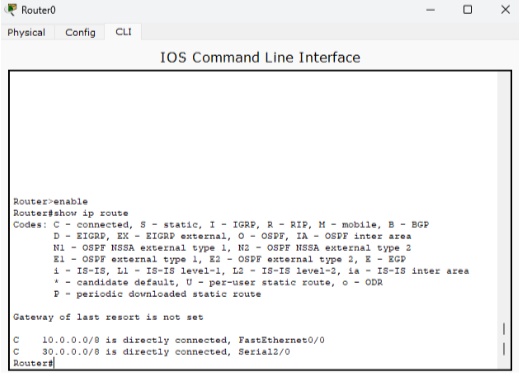 Router0
Physical Config CLI
IOS Command Line Interface
Router>enable
Router#show ip route
Codes: C - connected, S - static, I - IGRP, R - RIP, M - mobile, B - BGP
D - EIGRP, EX - EIGRP external, O - OSPF, IA - OSPF inter area
N1 - OSPF NSSA external type 1, N2 - OSPF NSSA external type 2
E1 - OSPF external type 1, E2 - OSPF external type 2, E - EGP
i - IS-IS, L1 - IS-IS level-1, L2 - IS-IS level-2, ia - IS-IS inter area
* - candidate default, U - per-user static route, o - ODR
P - periodic downloaded static route
Gateway of last resort is not set
C 10.0.0.0/8 is directly connected, FastEthernet0/0
C 30.0.0.0/8 is directly connected, Serial2/0
Router#